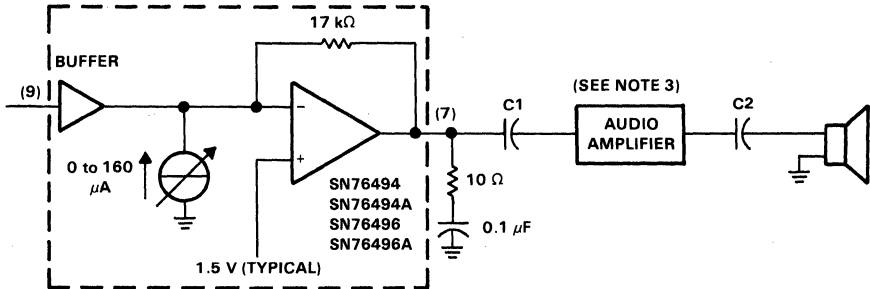 17 kΩ
BUFFER
(9)
−
+
0 to 160
μA
1.5 V (TYPICAL)
SN76494
SN76494A
SN76496
SN76496A
(7)
10 Ω
0.1 μF
C1
(SEE NOTE 3)
AUDIO
AMPLIFIER
C2